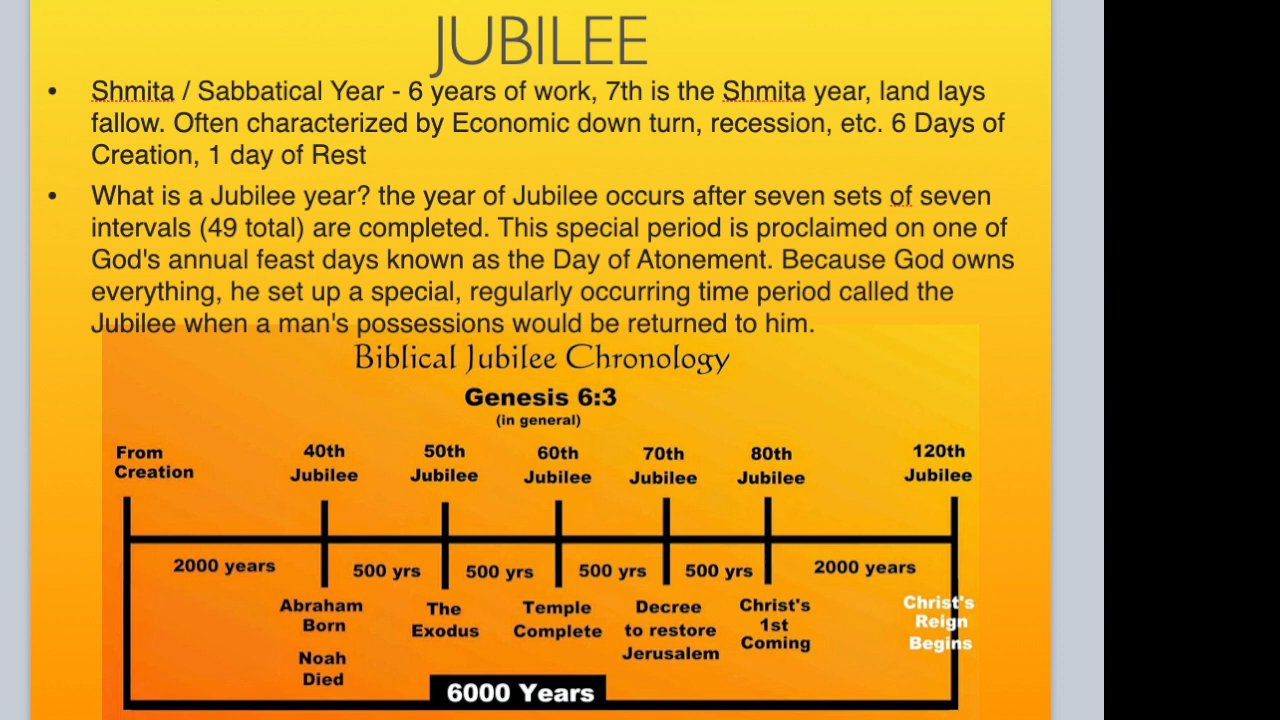 JUBILEE
• Shmita / Sabbatical Year - 6 years of work, 7th is the Shmita year, land lays
fallow. Often characterized by Economic down turn, recession, etc. 6 Days of
Creation, 1 day of Rest
• What is a Jubilee year? the year of Jubilee occurs after seven sets of seven
intervals (49 total) are completed. This special period is proclaimed on one of
God's annual feast days known as the Day of Atonement. Because God owns
everything, he set up a special, regularly occurring time period called the
Jubilee when a man's possessions would be returned to him.
Biblical Jubilee Chronology
Genesis 6:3
(in general)
From
Creation
40th
Jubilee
50th
Jubilee
60th
Jubilee
70th
Jubilee
80th
Jubilee
120th
Jubilee
2000 years
500 yrs
500 yrs
500 yrs
500 yrs
2000 years
Abraham
Born
Noah
Died
The
Exodus
Temple
Complete
Decree
to restore
Jerusalem
Christ's
1st
Coming
Christ's
Reign
Begins
6000 Years